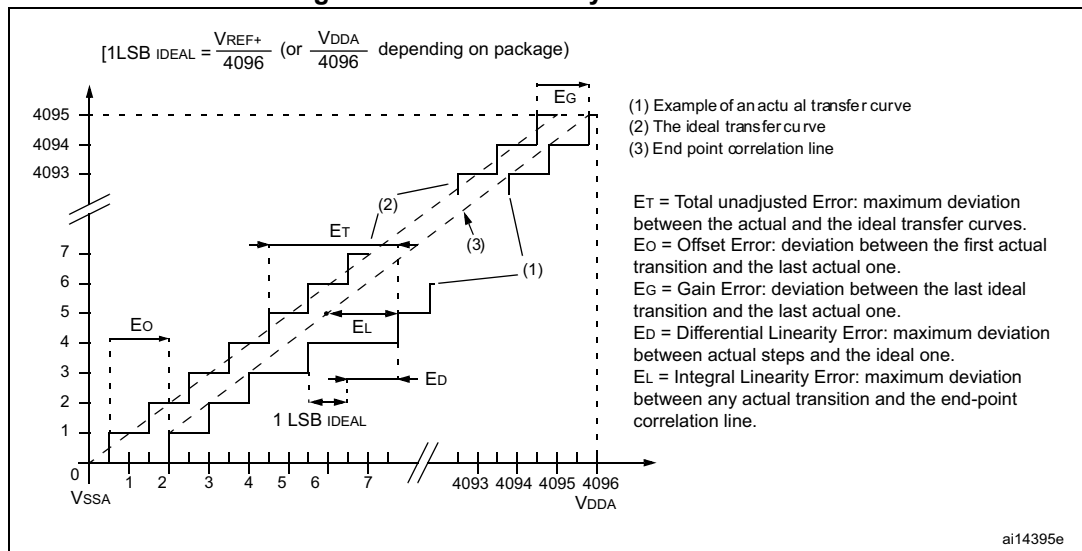 [1LSB IDEAL = VREF+ / 4096 (or VDDA / 4096 depending on package)
EG
4095
4094
4093
7
6
5
4
3
2
1
0
(1) Example of an actu al transfer curve
(2) The ideal transfer curve
(3) End point correlation line
ET = Total unadjusted Error: maximum deviation
between the actual and the ideal transfer curves.
EO = Offset Error: deviation between the first actual
transition and the last actual one.
EG = Gain Error: deviation between the last ideal
transition and the last actual one.
ED = Differential Linearity Error: maximum deviation
between actual steps and the ideal one.
EL = Integral Linearity Error: maximum deviation
between any actual transition and the end-point
correlation line.
(2)
ET
(3)
(1)
EO
EL
ED
1 LSB IDEAL
1 2 3 4 5 6 7 4093 4094 4095 4096
VSSA
VDDA
ai14395e